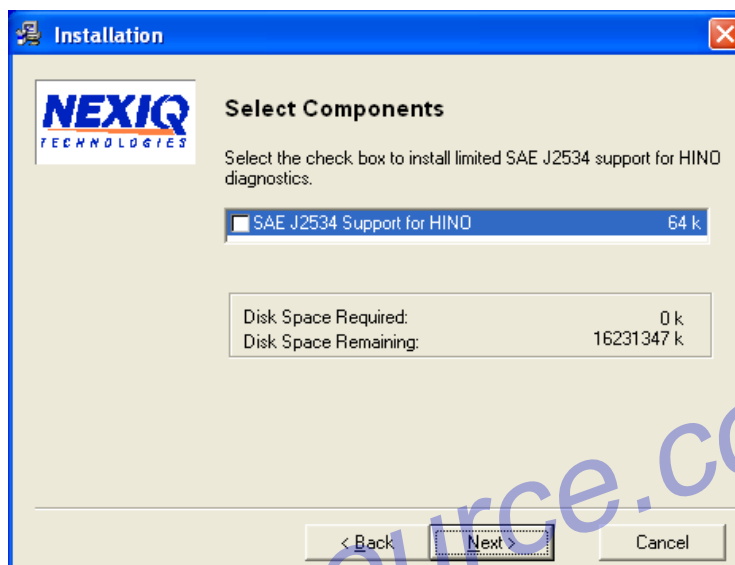 Installation
NEXIQ
TECHNOLOGIES
Select Components
Select the check box to install limited SAE J2534 support for HINO
diagnostics.
SAE J2534 Support for HINO 64 k
Disk Space Required: 0 k
Disk Space Remaining: 16231347 k
< Back Next > Cancel